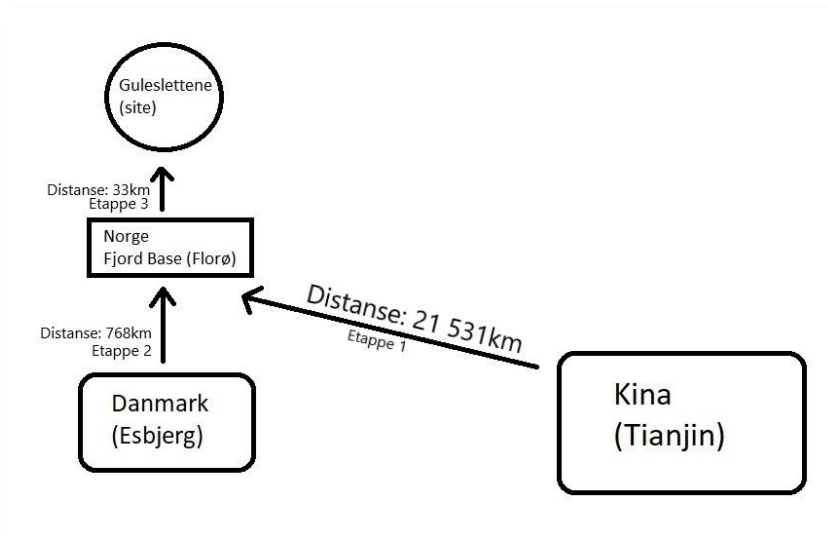 Guleslettene
(site)
Distanse: 33km
Etappe 3
Norge
Fjord Base (Florø)
Distanse: 21 531km
Etappe 1
Distanse: 768km
Etappe 2
Danmark
(Esbjerg)
Kina
(Tianjin)